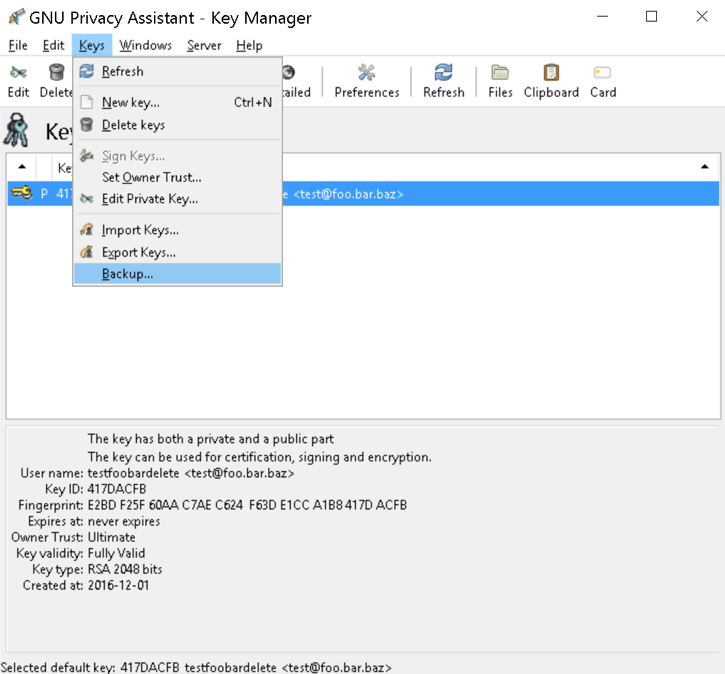 GNU Privacy Assistant - Key Manager
File Edit Keys Windows Server Help
Edit Delete Preferences Refresh Files Clipboard Card
Refresh
New key... Ctrl+N
Delete keys
Sign Keys...
Set Owner Trust...
Edit Private Key...
Import Keys...
Export Keys...
Backup...
P 417 <test@foo.bar.baz>
The key has both a private and a public part
The key can be used for certification, signing and encryption.
User name: testfoobardelete <test@foo.bar.baz>
Key ID: 417DACFB
Fingerprint: E2BD F25F 60AA C7AE C624 F63D E1CC A1B8 417D ACFB
Expires at: never expires
Owner Trust: Ultimate
Key validity: Fully Valid
Key type: RSA 2048 bits
Created at: 2016-12-01
Selected default key: 417DACFB testfoobardelete <test@foo.bar.baz>